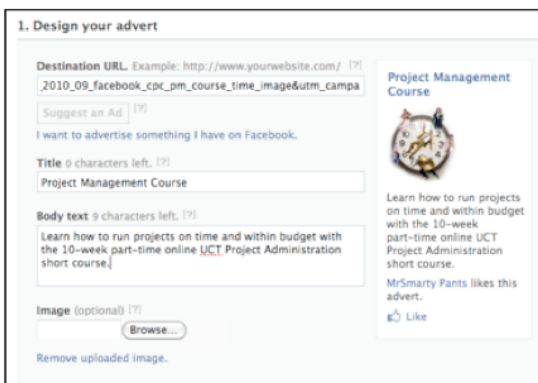 1. Design your advert
Destination URL. Example: http://www.yourwebsite.com/ [?]
_2010_09_facebook_cpc_pm_course_time_image&utm_campa
Suggest an Ad [?]
I want to advertise something I have on Facebook.
Title 0 characters left. [?]
Project Management Course
Body text 9 characters left. [?]
Learn how to run projects on time and within budget with
the 10-week part-time online UCT Project Administration
short course.
Image (optional) [?]
Browse...
Remove uploaded image.
Project Management
Course
Learn how to run projects
on time and within budget
with the 10-week
part-time online UCT
Project Administration
short course.
MrSmarty Pants likes this
advert.
Like